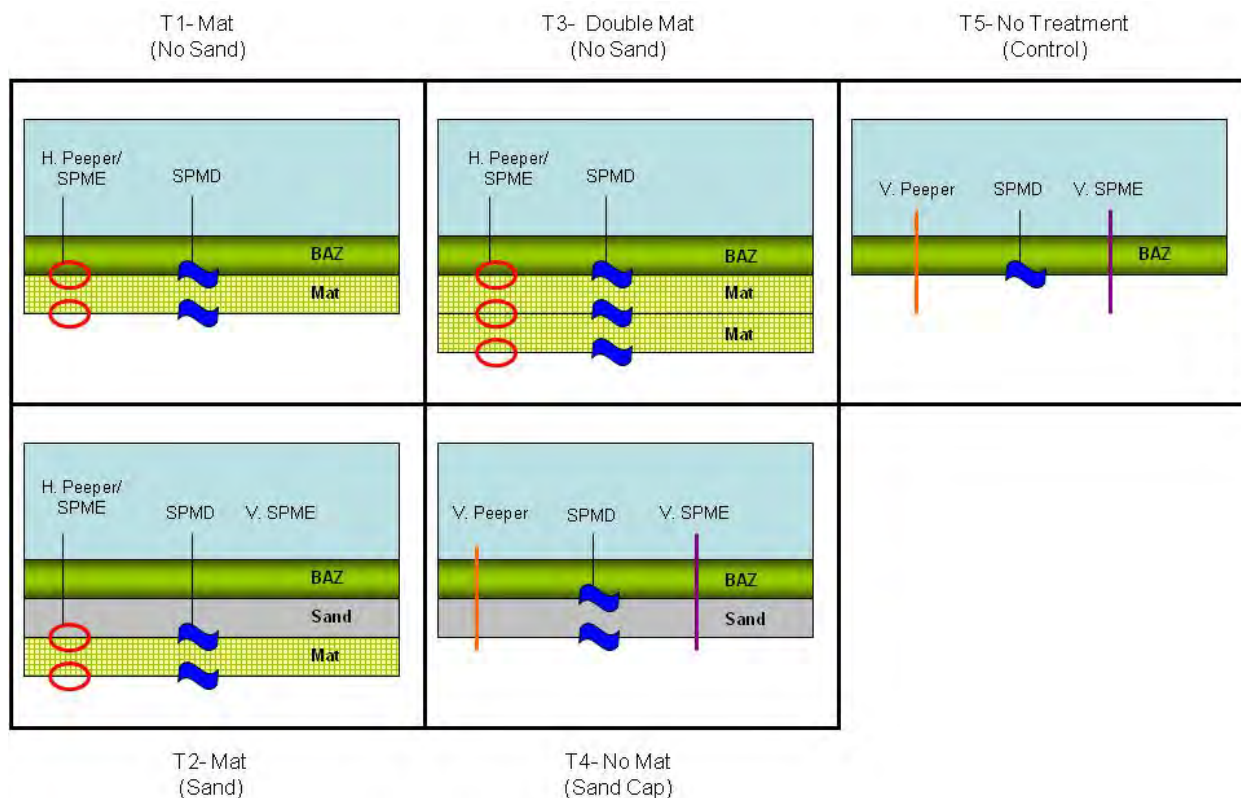 T1- Mat
(No Sand)
T3- Double Mat
(No Sand)
T5-No Treatment
(Control)
H. Peeper/
SPME
SPMD
BAZ
Mat
H. Peeper/
SPME
SPMD
BAZ
Mat
Mat
V. Peeper
SPMD
V. SPME
BAZ
H. Peeper/
SPME
SPMD
V. SPME
BAZ
Sand
Mat
V. Peeper
SPMD
V. SPME
BAZ
Sand
T2- Mat
(Sand)
T4- No Mat
(Sand Cap)